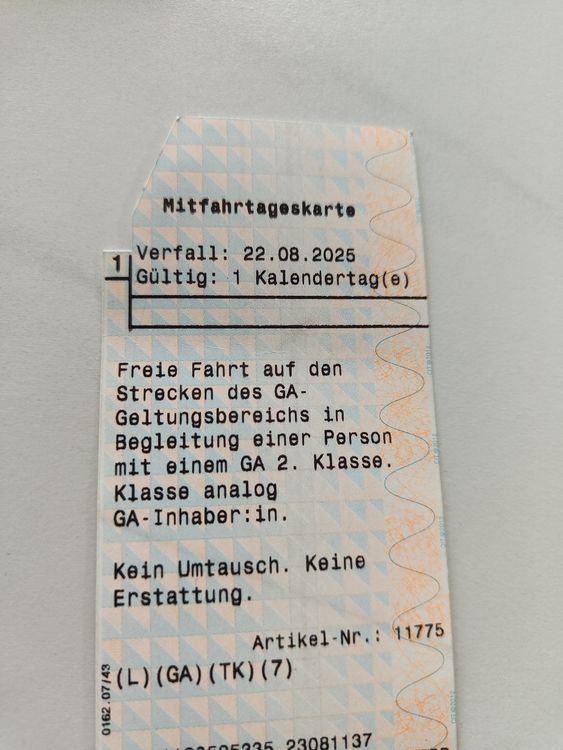 Mitfahrtageskarte
Verfall: 22.08.2025
1
Gültig: 1 Kalendertag(e)
Freie Fahrt auf den
Strecken des GA-
Geltungsbereichs in
Begleitung einer Person
mit einem GA 2. Klasse.
Klasse analog
GA-Inhaber:in.
Kein Umtausch. Keine
Erstattung.
Artikel-Nr.: 11775
(L)(GA)(TK)(7)
0162.07/43
23081137